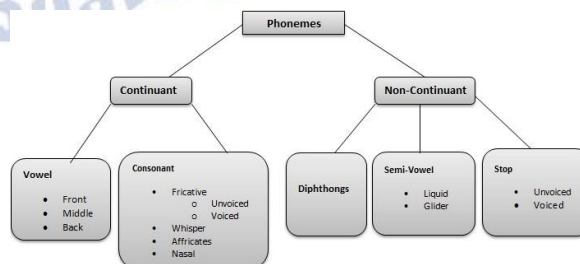 Phonemes
Continuant
Non-Continuant
Vowel
Front
Middle
Back
Consonant
Fricative
Unvoiced
Voiced
Whisper
Affricates
Nasal
Diphthongs
Semi-Vowel
Liquid
Glider
Stop
Unvoiced
Voiced